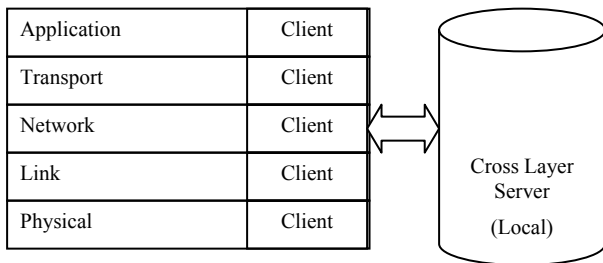 Application Client
Transport Client
Network Client
Link Client
Physical Client
Cross Layer
Server
(Local)